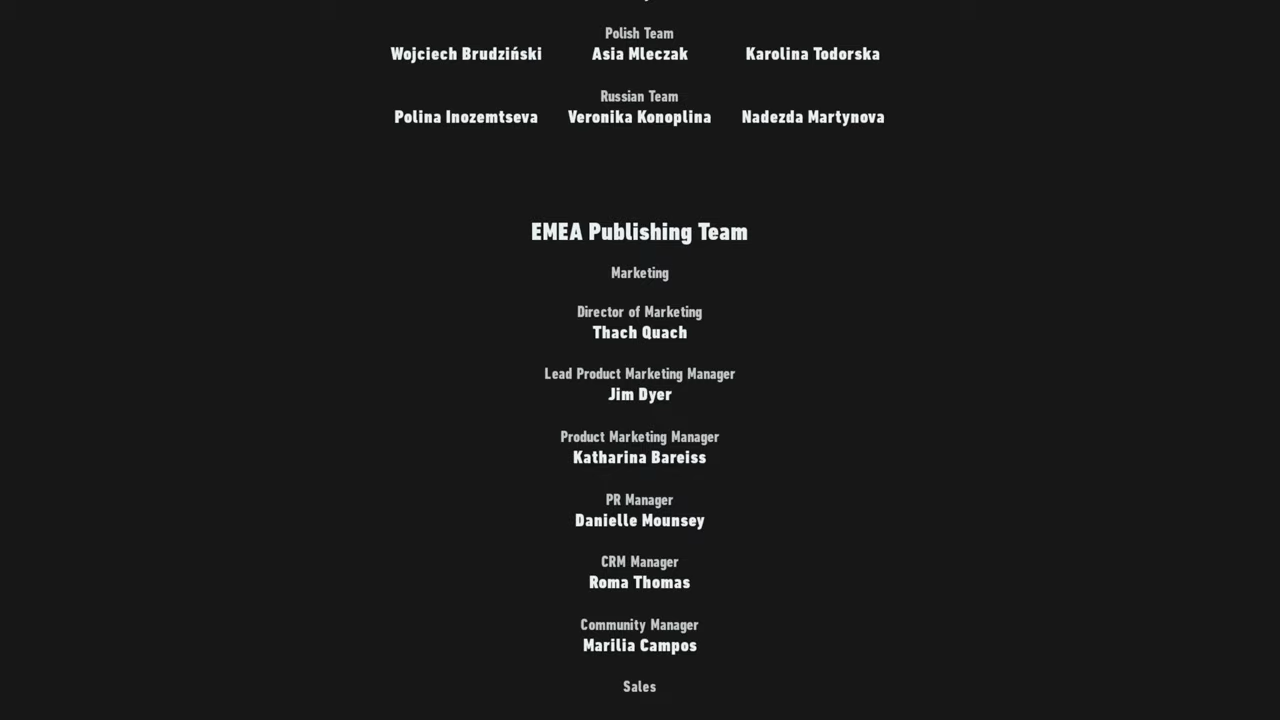 Polish Team
Wojciech Brudziński Asia Mleczak Karolina Todorska
Russian Team
Polina Inozemtseva Veronika Konoplina Nadezda Martynova
EMEA Publishing Team
Marketing
Director of Marketing
Thach Quach
Lead Product Marketing Manager
Jim Dyer
Product Marketing Manager
Katharina Bareiss
PR Manager
Danielle Mounsey
CRM Manager
Roma Thomas
Community Manager
Marilia Campos
Sales